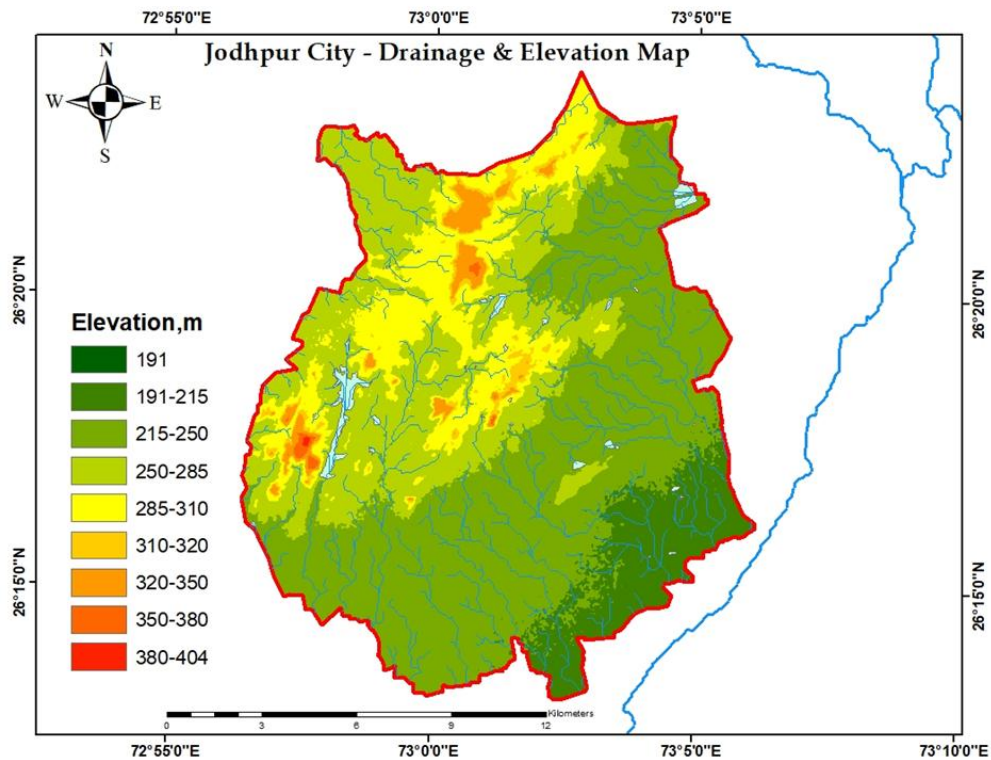 72°55'0"E 73°0'0"E 73°5'0"E
Jodhpur City - Drainage & Elevation Map
N
W E
S
26°20'0"N
26°20'0"N
Elevation,m
191
191-215
215-250
250-285
285-310
310-320
320-350
350-380
380-404
26°15'0"N
26°15'0"N
Kilometers
0 3 6 9 12
72°55'0"E 73°0'0"E 73°5'0"E 73°10'0"E